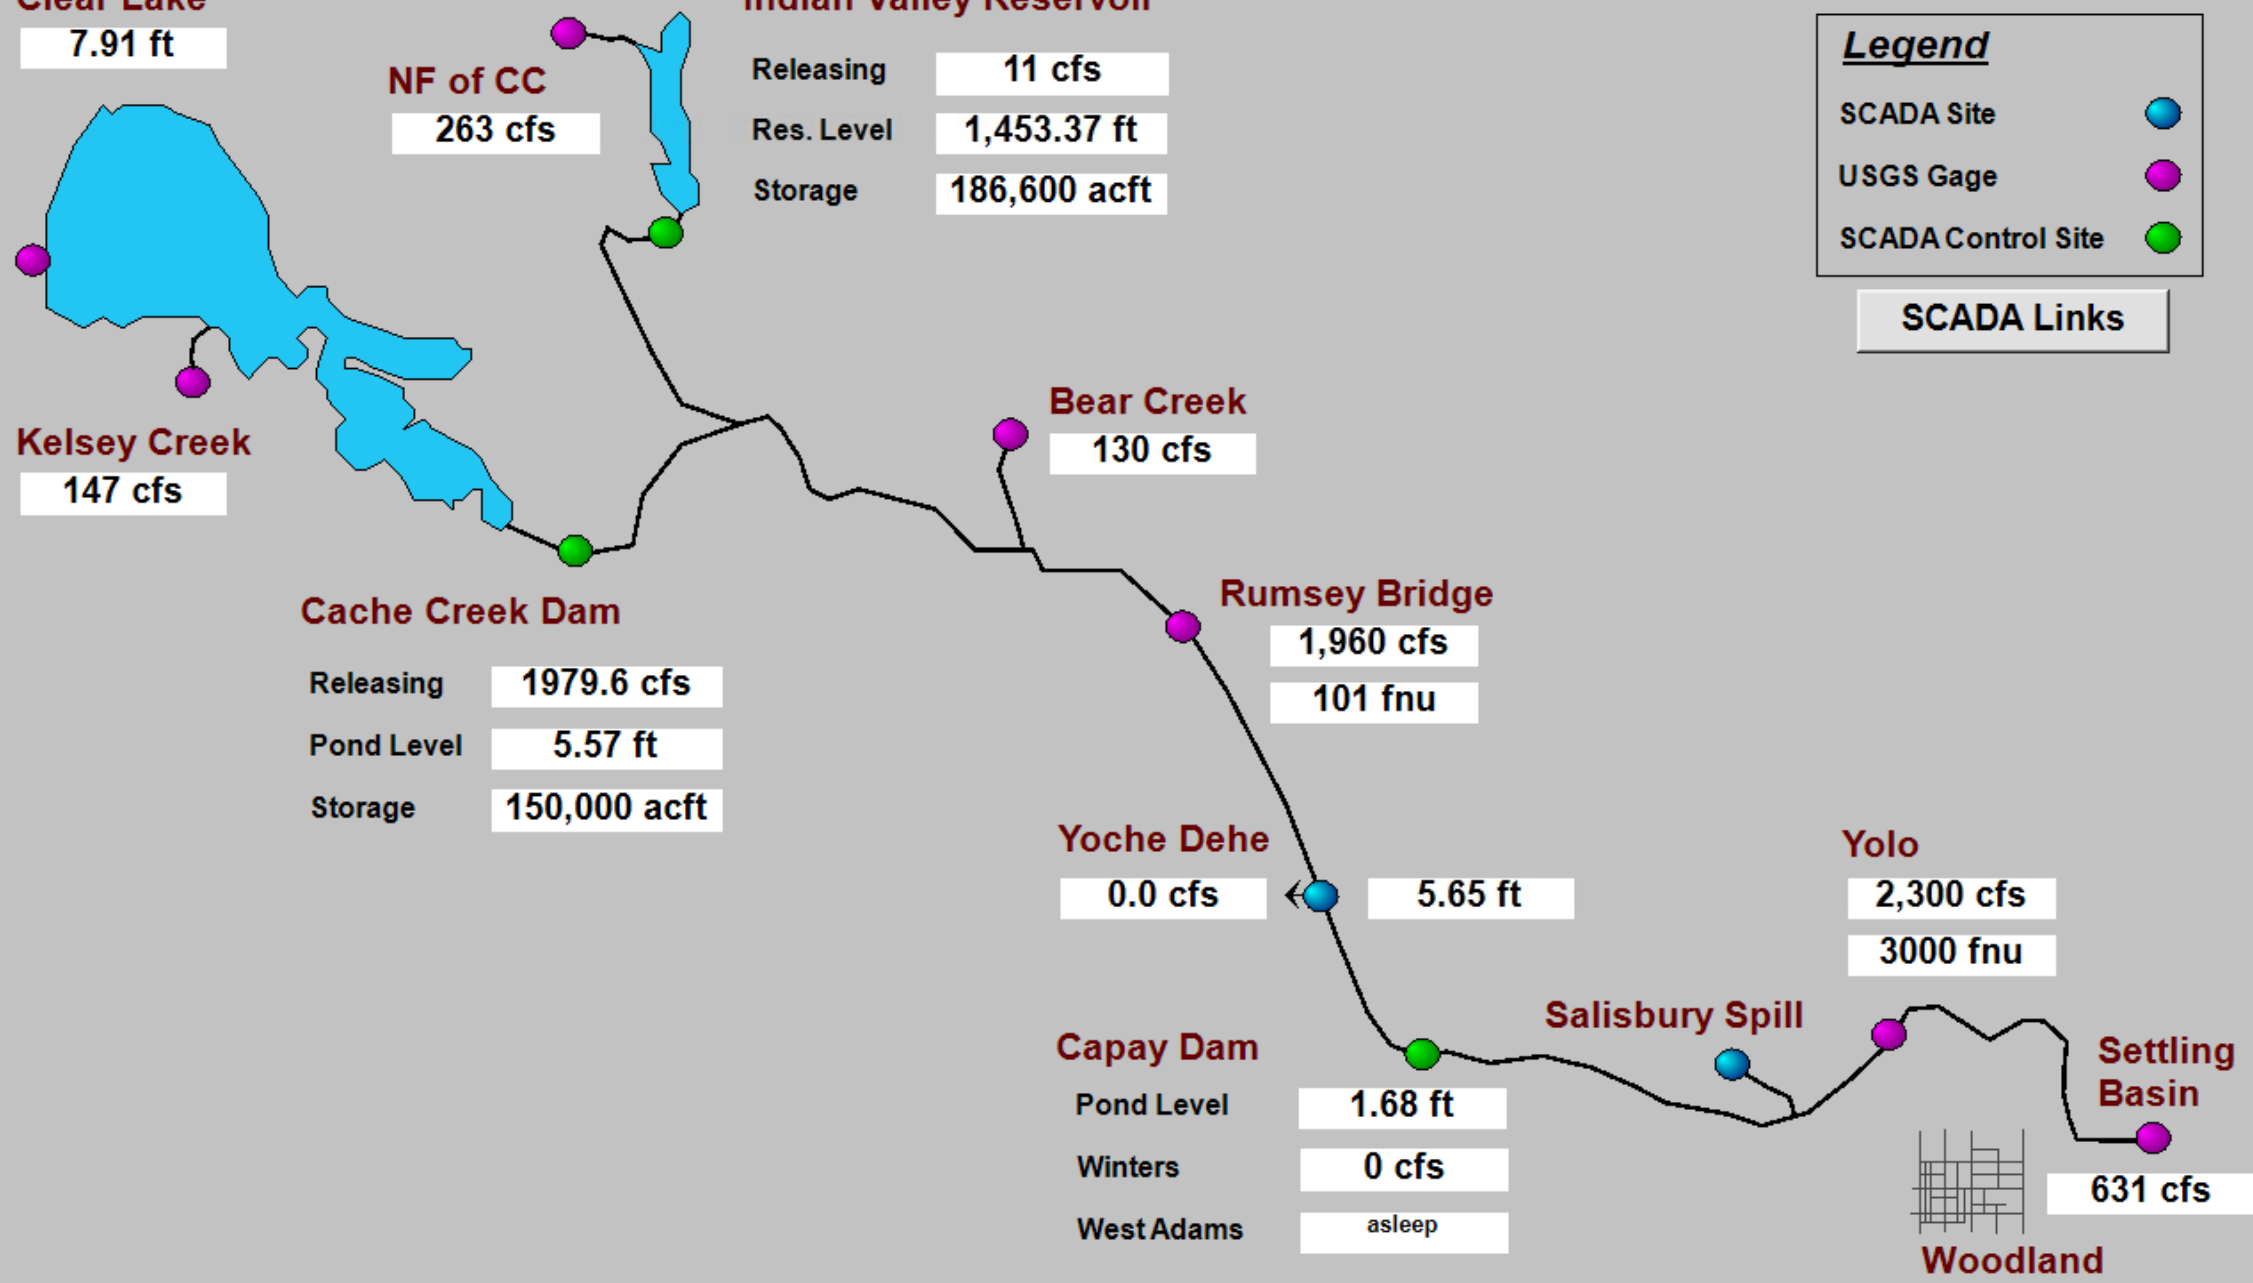 Clear Lake
7.91 ft
NF of CC
263 cfs
Indian Valley Reservoir
Releasing 11 cfs
Res. Level 1,453.37 ft
Storage 186,600 acft
Legend
SCADA Site
USGS Gage
SCADA Control Site
SCADA Links
Kelsey Creek
147 cfs
Bear Creek
130 cfs
Cache Creek Dam
Releasing 1979.6 cfs
Pond Level 5.57 ft
Storage 150,000 acft
Rumsey Bridge
1,960 cfs
101 fnu
Yoche Dehe
0.0 cfs 5.65 ft
Yolo
2,300 cfs
3000 fnu
Salisbury Spill
Capay Dam
Pond Level 1.68 ft
Winters 0 cfs
West Adams asleep
Settling
Basin
631 cfs
Woodland